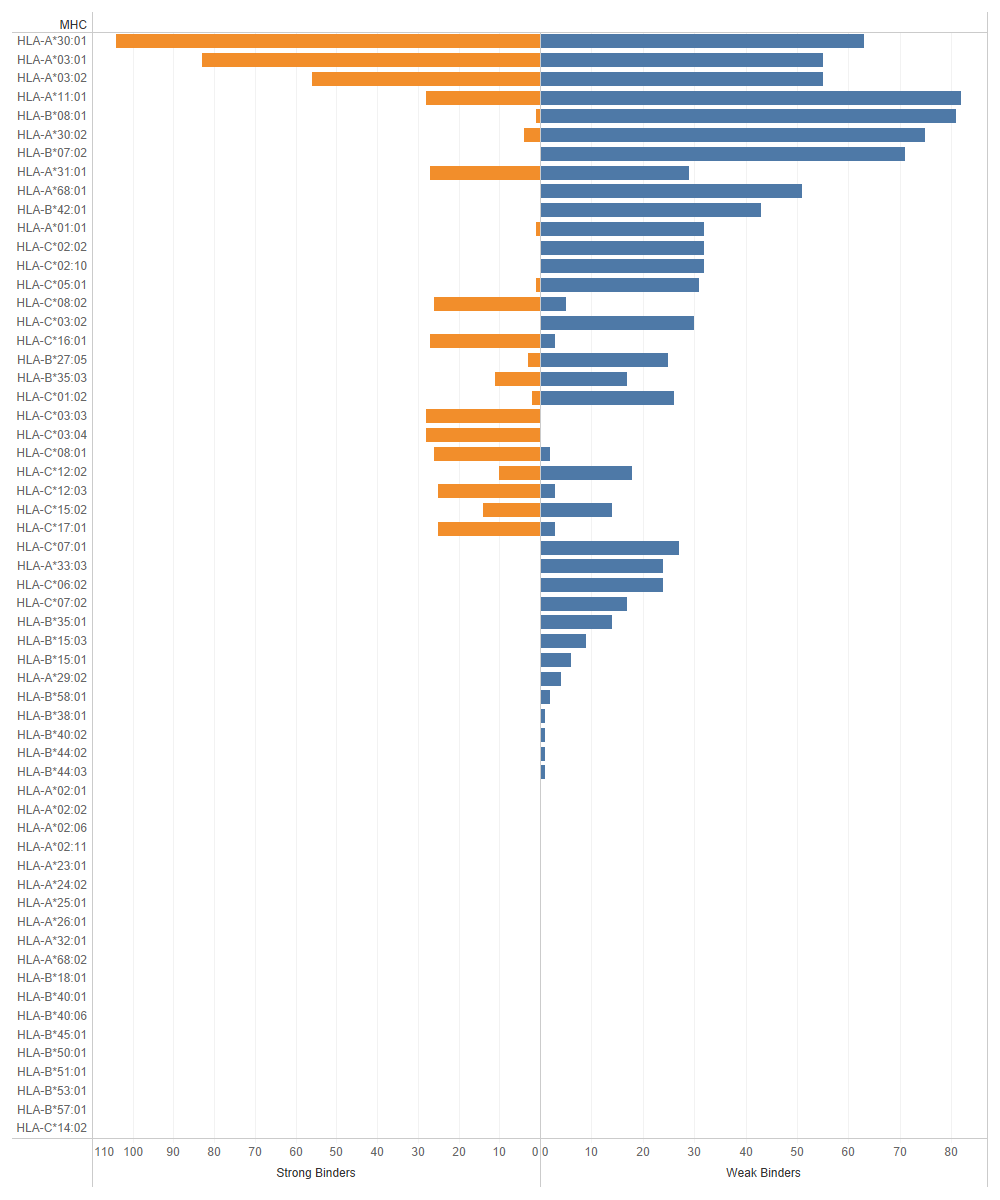 MHC
HLA-A*30:01
HLA-A*03:01
HLA-A*03:02
HLA-A*11:01
HLA-B*08:01
HLA-A*30:02
HLA-B*07:02
HLA-A*31:01
HLA-A*68:01
HLA-B*42:01
HLA-A*01:01
HLA-C*02:02
HLA-C*02:10
HLA-C*05:01
HLA-C*08:02
HLA-C*03:02
HLA-C*16:01
HLA-B*27:05
HLA-B*35:03
HLA-C*01:02
HLA-C*03:03
HLA-C*03:04
HLA-C*08:01
HLA-C*12:02
HLA-C*12:03
HLA-C*15:02
HLA-C*17:01
HLA-C*07:01
HLA-A*33:03
HLA-C*06:02
HLA-C*07:02
HLA-B*35:01
HLA-B*15:03
HLA-B*15:01
HLA-A*29:02
HLA-B*58:01
HLA-B*38:01
HLA-B*40:02
HLA-B*44:02
HLA-B*44:03
HLA-A*02:01
HLA-A*02:02
HLA-A*02:06
HLA-A*02:11
HLA-A*23:01
HLA-A*24:02
HLA-A*25:01
HLA-A*26:01
HLA-A*32:01
HLA-A*68:02
HLA-B*18:01
HLA-B*40:01
HLA-B*40:06
HLA-B*45:01
HLA-B*50:01
HLA-B*51:01
HLA-B*53:01
HLA-B*57:01
HLA-C*14:02
110 100 90 80 70 60 50 40 30 20 10 0 0 10 20 30 40 50 60 70 80
Strong Binders Weak Binders